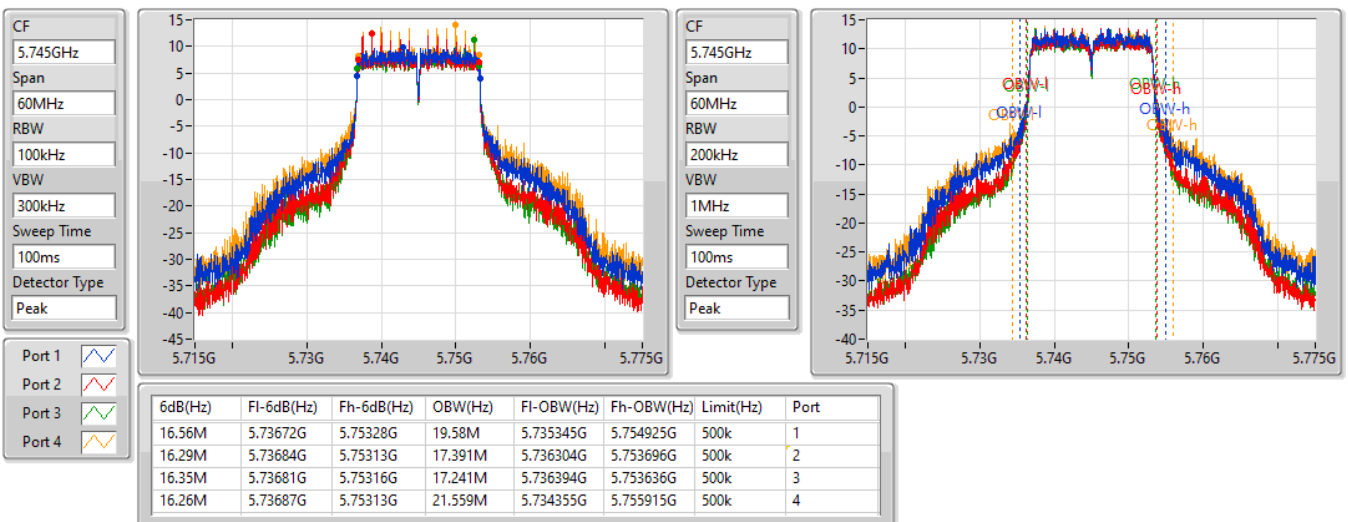 CF
5.745GHz
Span
60MHz
RBW
100kHz
VBW
300kHz
Sweep Time
100ms
Detector Type
Peak
Port 1
Port 2
Port 3
Port 4
15
10
5
0
-5
-10
-15
-20
-25
-30
-35
-40
-45
5.715G 5.73G 5.74G 5.75G 5.76G 5.775G
CF
5.745GHz
Span
60MHz
RBW
200kHz
VBW
1MHz
Sweep Time
100ms
Detector Type
Peak
15
10
5
0
-5
-10
-15
-20
-25
-30
-35
-40
OBW-l OBW-h
OBW-l OBW-h
OBW-h
5.715G 5.73G 5.74G 5.75G 5.76G 5.775G
6dB(Hz) Fl-6dB(Hz) Fh-6dB(Hz) OBW(Hz) Fl-OBW(Hz) Fh-OBW(Hz) Limit(Hz) Port
16.56M 5.73672G 5.75328G 19.58M 5.735345G 5.754925G 500k 1
16.29M 5.73684G 5.75313G 17.391M 5.736304G 5.753696G 500k 2
16.35M 5.73681G 5.75316G 17.241M 5.736394G 5.753636G 500k 3
16.26M 5.73687G 5.75313G 21.559M 5.734355G 5.755915G 500k 4